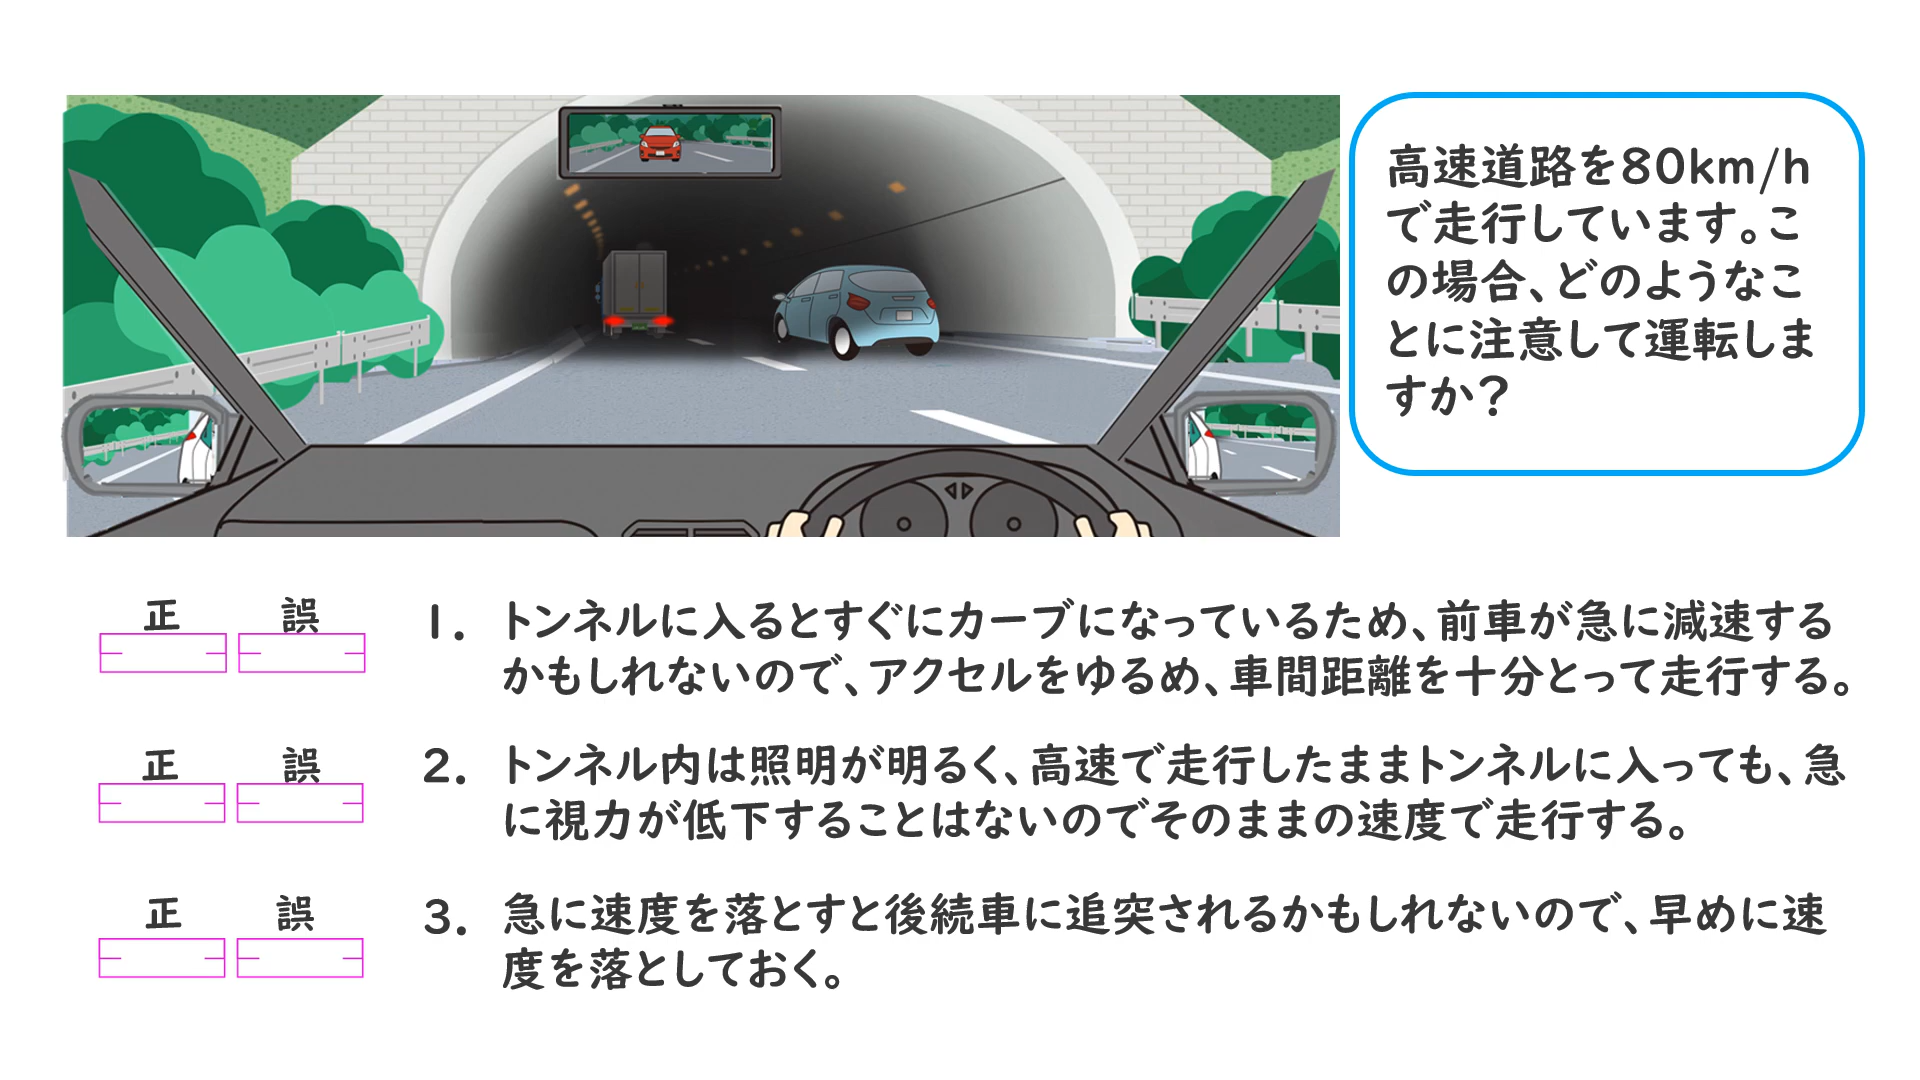 高速道路を80km/h
で走行しています。こ
の場合、どのようなこ
とに注意して運転しま
すか?
正 誤 1. トンネルに入るとすぐにカーブになっているため、前車が急に減速する
かもしれないので、アクセルをゆるめ、車間距離を十分とって走行する。
正 誤 2. トンネル内は照明が明るく、高速で走行したままトンネルに入っても、急
に視力が低下することはないのでそのままの速度で走行する。
正 誤 3. 急に速度を落とすと後続車に追突されるかもしれないので、早めに速
度を落としておく。